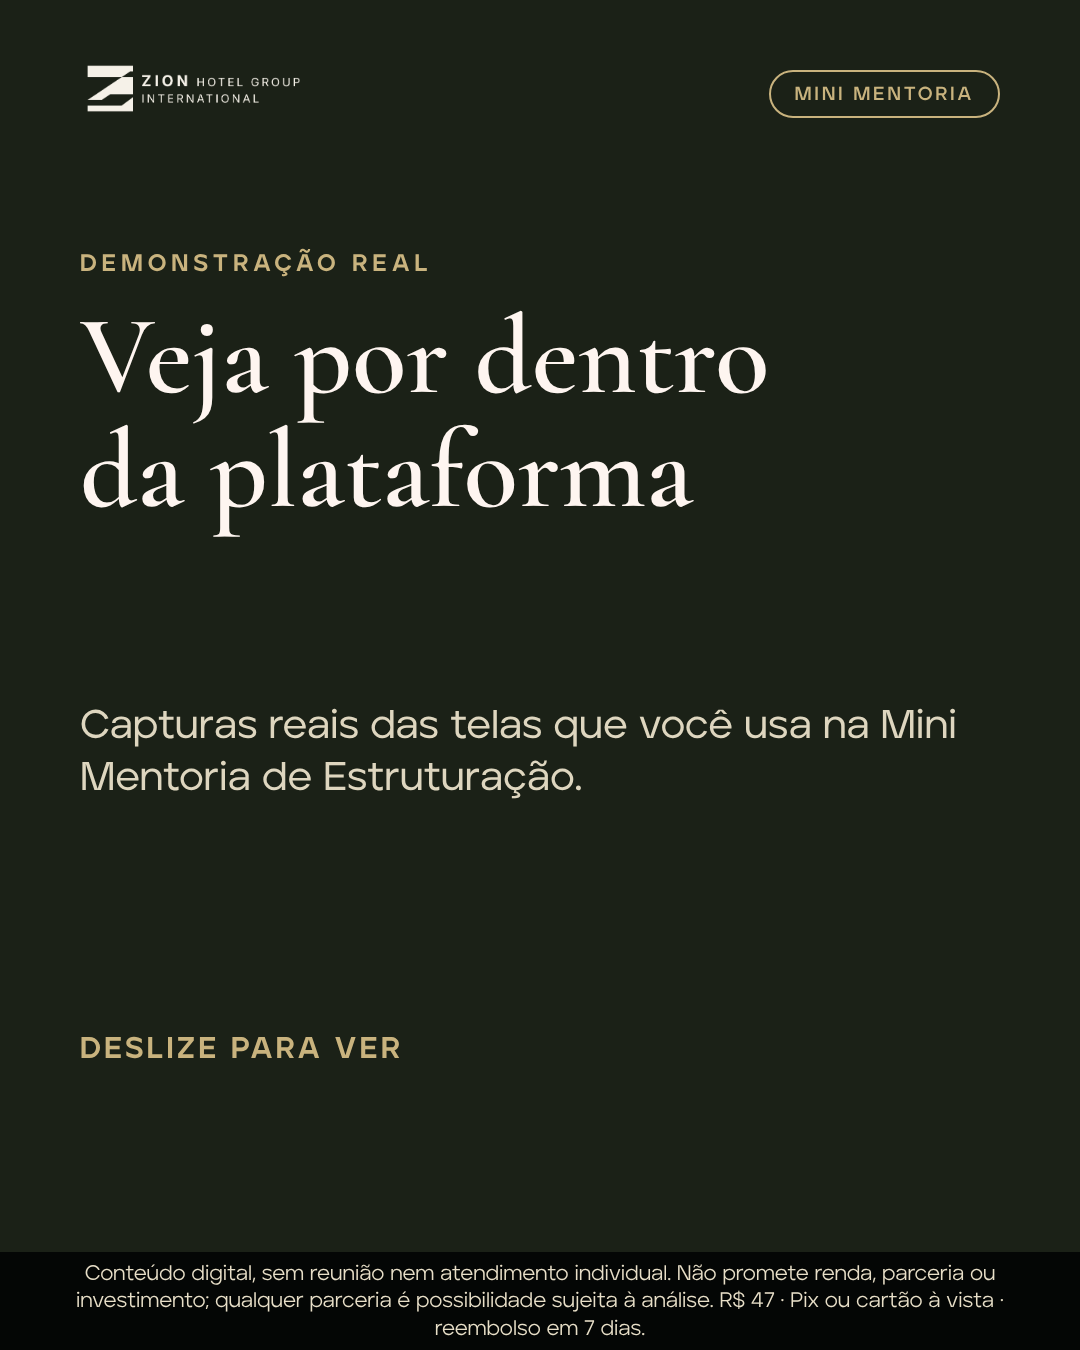 ZION HOTEL GROUP
INTERNATIONAL
MINI MENTORIA
DEMONSTRAÇÃO REAL
Veja por dentro
da plataforma
Capturas reais das telas que você usa na Mini
Mentoria de Estruturação.
DESLIZE PARA VER
Conteúdo digital, sem reunião nem atendimento individual. Não promete renda, parceria ou
investimento; qualquer parceria é possibilidade sujeita à análise. R$ 47 · Pix ou cartão à vista ·
reembolso em 7 dias.